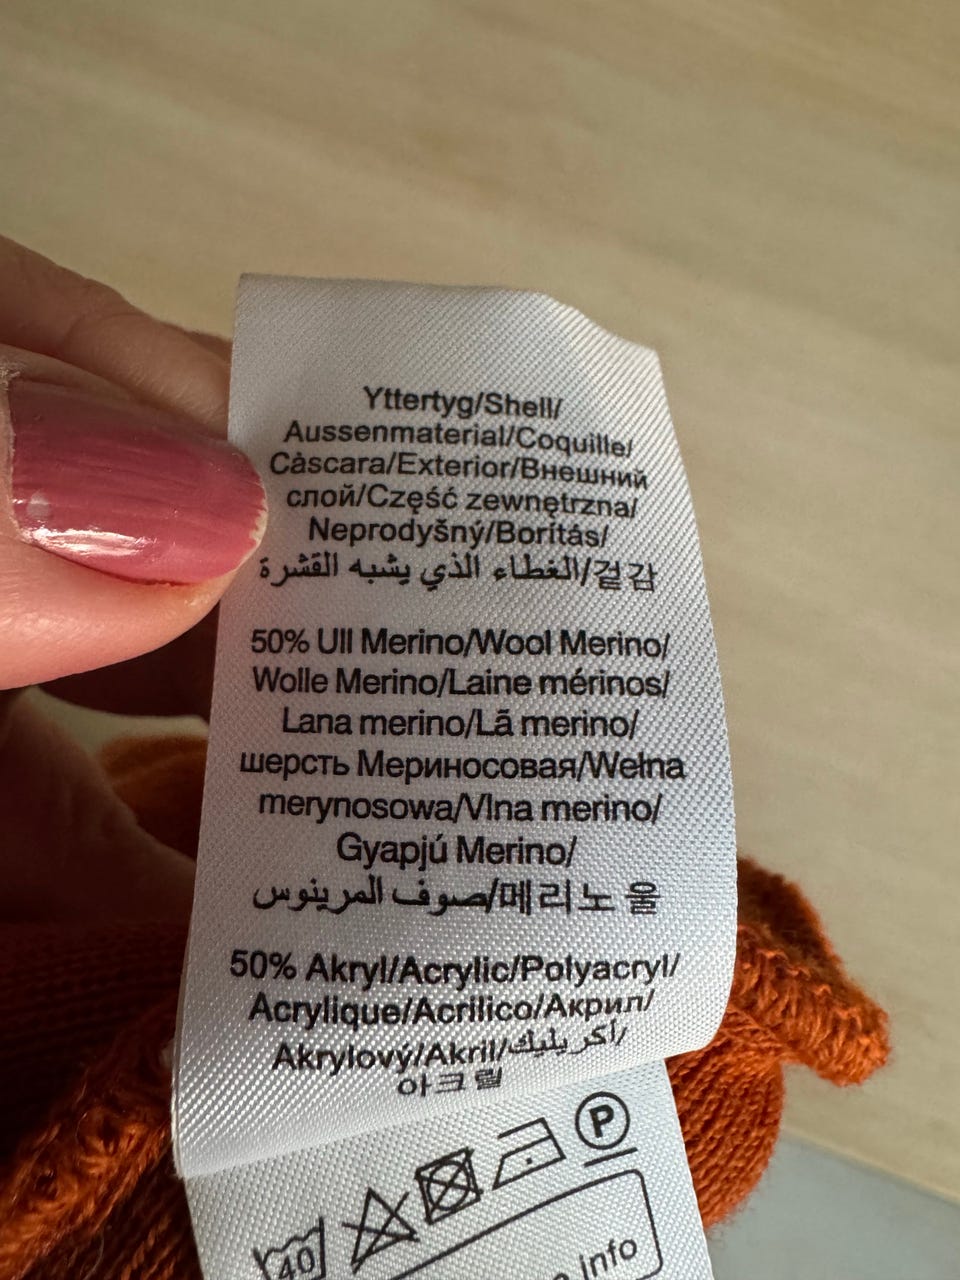 Yttertyg/Shell/
Aussenmaterial/Coquille/
Càscara/Exterior/Внешний
слой/Część zewnętrzna/
Neprodyšný/Borítás/
الغطاء الذي يشبه القشرة/겉감
50% Ull Merino/Wool Merino/
Wolle Merino/Laine mérinos/
Lana merino/Lã merino/
шерсть Мериносовая/Wełna
merynosowa/Vlna merino/
Gyapjú Merino/
صوف المرينوس/메리노 울
50% Akryl/Acrylic/Polyacryl/
Acrylique/Acrilico/Акрил/
Akrylový/Akril/أكريليك/
아크릴
P
40
info